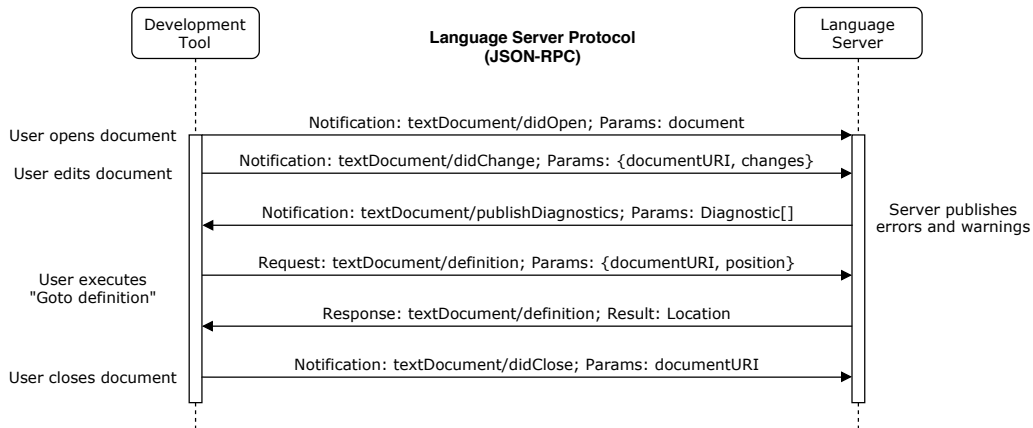 Development
Tool
Language Server Protocol
(JSON-RPC)
Language
Server
Notification: textDocument/didOpen; Params: document
User opens document
Notification: textDocument/didChange; Params: {documentURI, changes}
User edits document
Notification: textDocument/publishDiagnostics; Params: Diagnostic[]
Server publishes
errors and warnings
Request: textDocument/definition; Params: {documentURI, position}
User executes
"Goto definition"
Response: textDocument/definition; Result: Location
Notification: textDocument/didClose; Params: documentURI
User closes document